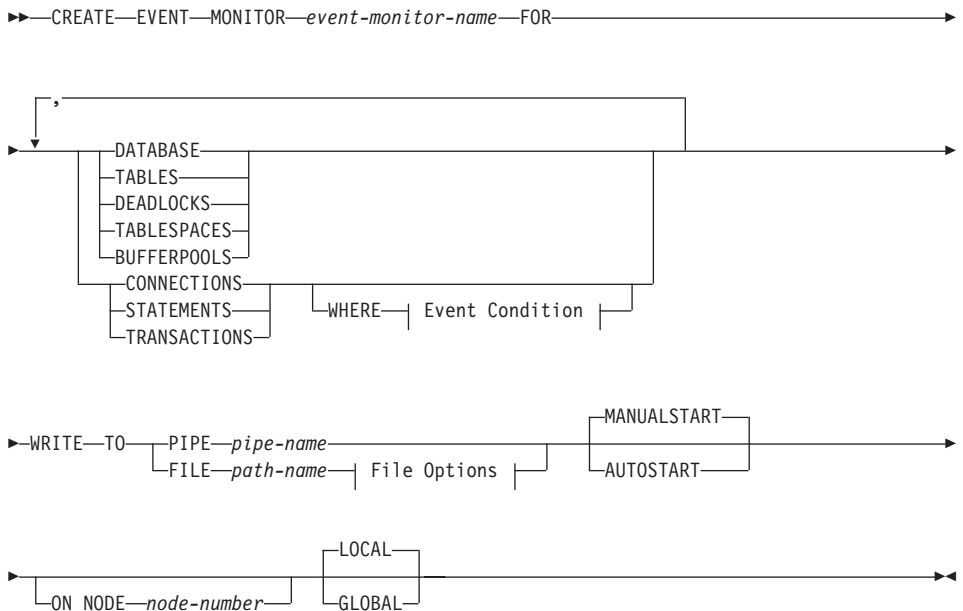 CREATE EVENT MONITOR event-monitor-name FOR
,
DATABASE
TABLES
DEADLOCKS
TABLESPACES
BUFFERPOOLS
CONNECTIONS
STATEMENTS WHERE Event Condition
TRANSACTIONS
MANUALSTART
WRITE TO PIPE pipe-name
FILE path-name File Options AUTOSTART
LOCAL
ON NODE node-number GLOBAL